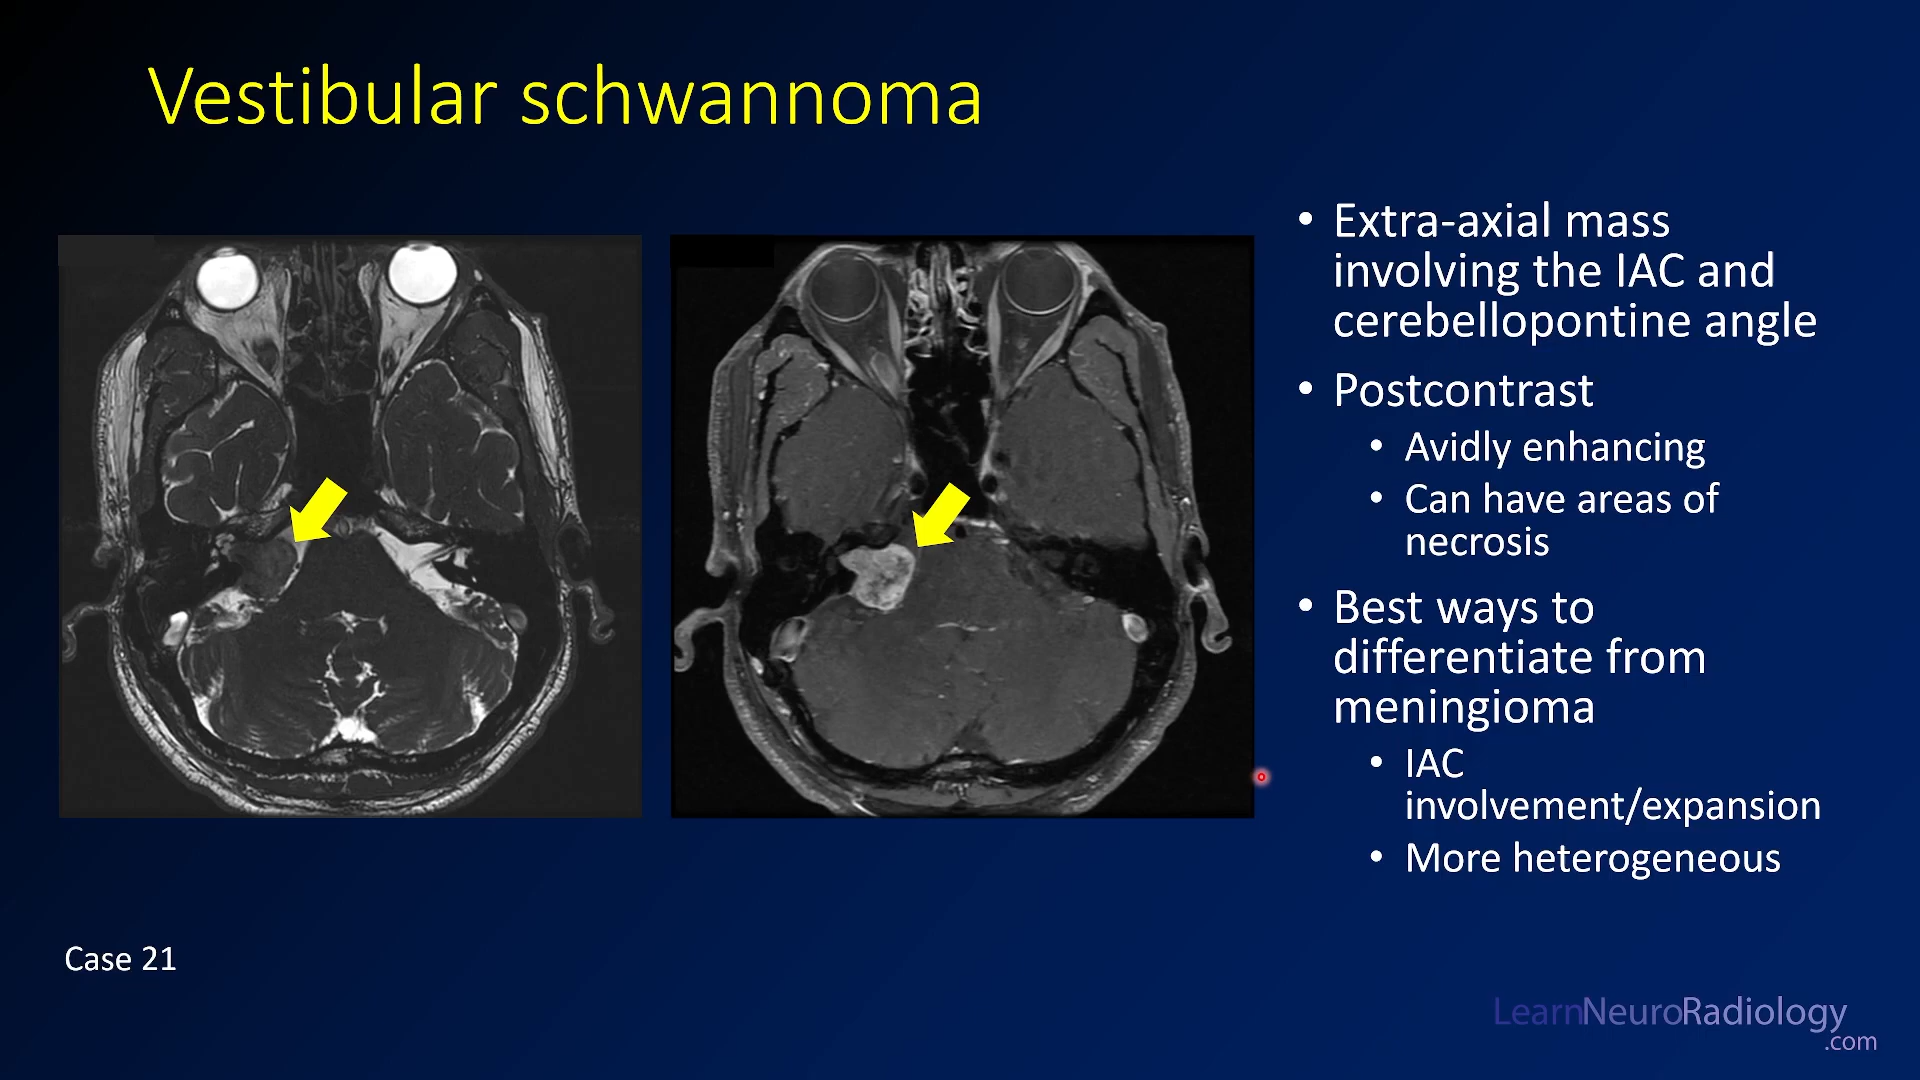 Vestibular schwannoma
• Extra-axial mass
involving the IAC and
cerebellopontine angle
• Postcontrast
• Avidly enhancing
• Can have areas of
necrosis
• Best ways to
differentiate from
meningioma
• IAC
involvement/expansion
• More heterogeneous
Case 21
LearnNeuroRadiology
.com